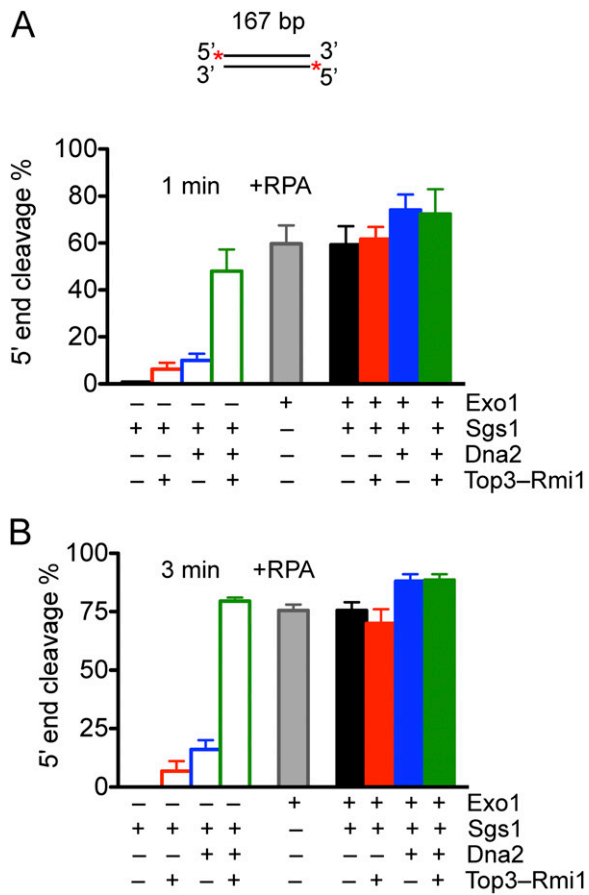 A
167 bp
5’ * 3’
3’ * 5’
100
80
60
40
20
0
5' end cleavage %
1 min +RPA
– – – – + + + + + Exo1
+ + + + – + + + + Sgs1
– – + + – – – + + Dna2
– + – + – – + – + Top3–Rmi1
B
100
75
50
25
0
5' end cleavage %
3 min +RPA
– – – – + + + + + Exo1
+ + + + – + + + + Sgs1
– – + + – – – + + Dna2
– + – + – – + – + Top3–Rmi1